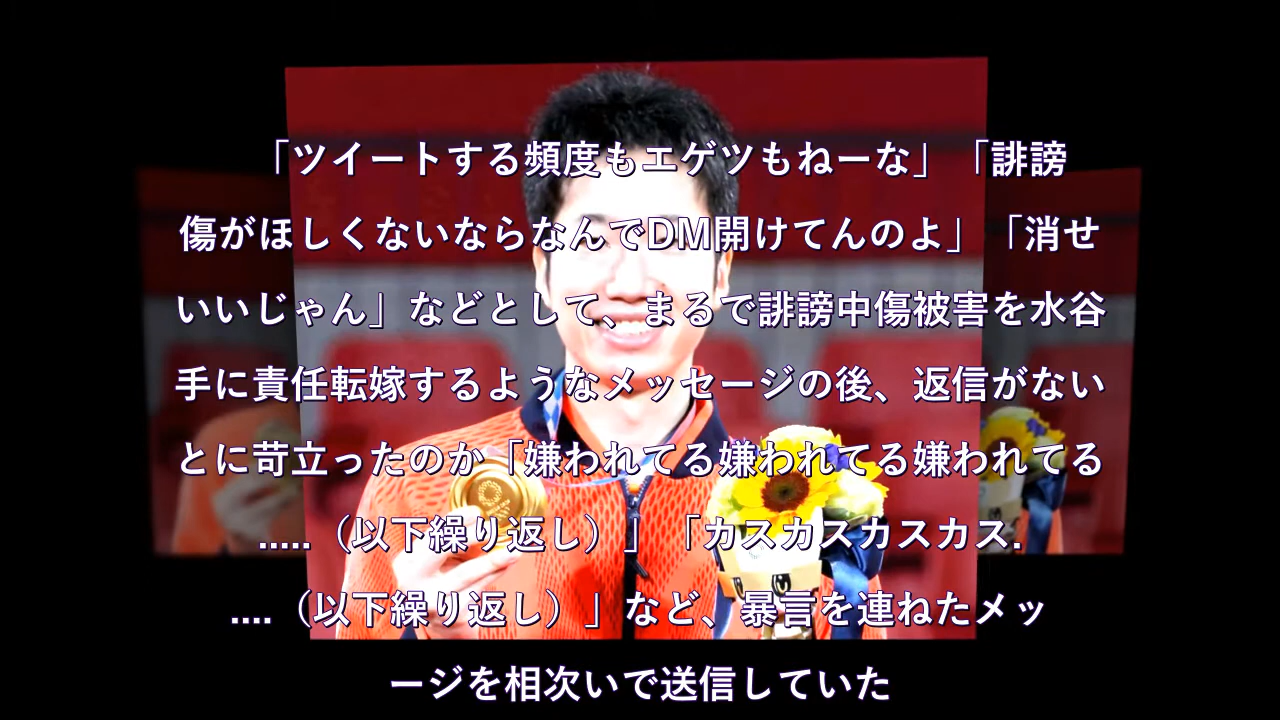 「ツイートする頻度もエゲツもねーな」「誹謗
傷がほしくないならなんでDM開けてんのよ」「消せ
いいじゃん」などとして、まるで誹謗中傷被害を水谷
手に責任転嫁するようなメッセージの後、返信がない
とに苛立ったのか「嫌われてる嫌われてる嫌われてる
.....（以下繰り返し）」「カスカスカスカス.
....（以下繰り返し）」など、暴言を連ねたメッ
ージを相次いで送信していた